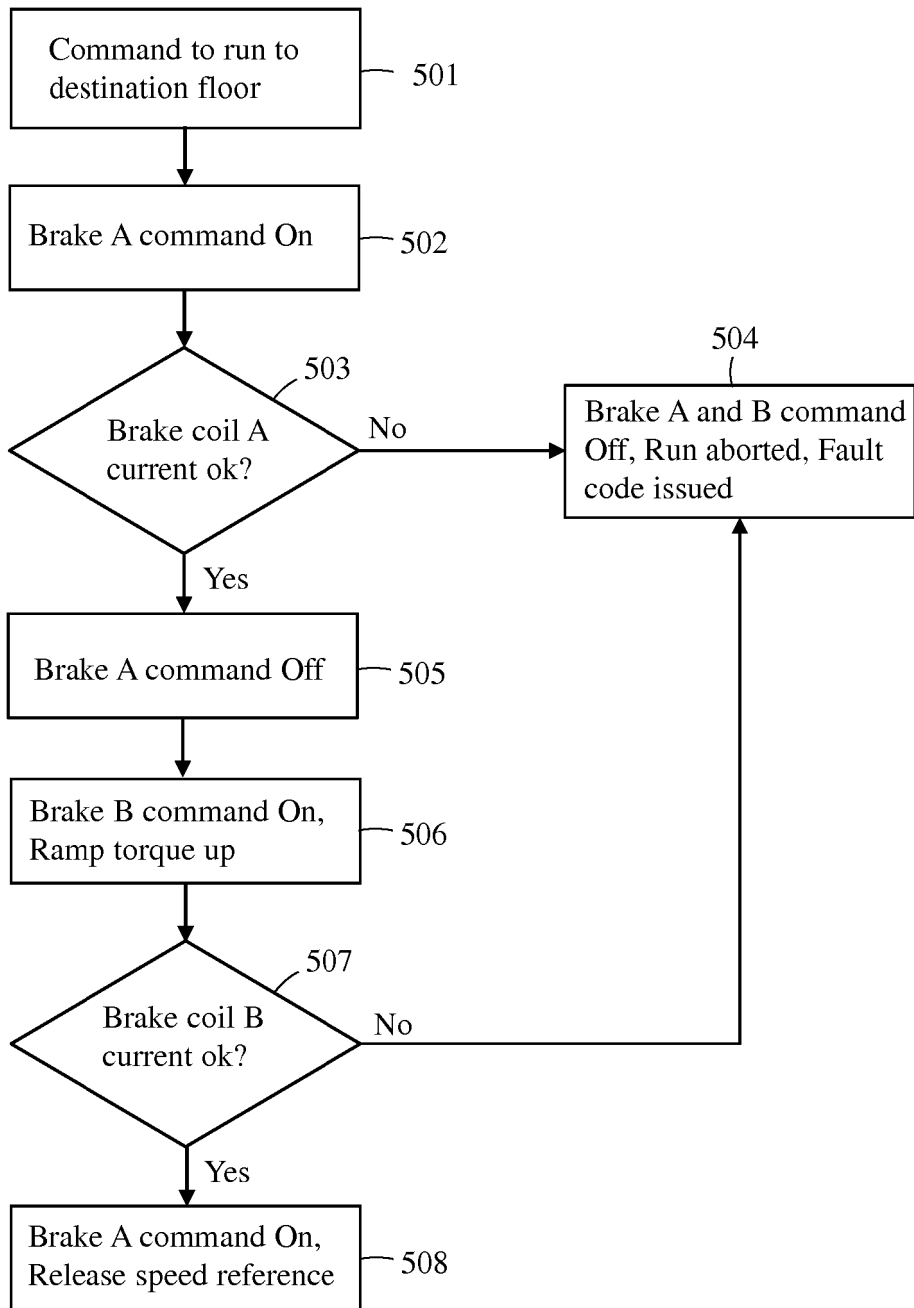 Command to run to
destination floor
501
Brake A command On
502
503
Brake coil A
current ok?
No
504
Brake A and B command
Off, Run aborted, Fault
code issued
Yes
Brake A command Off
505
Brake B command On,
Ramp torque up
506
507
Brake coil B
current ok?
No
Yes
Brake A command On,
Release speed reference
508